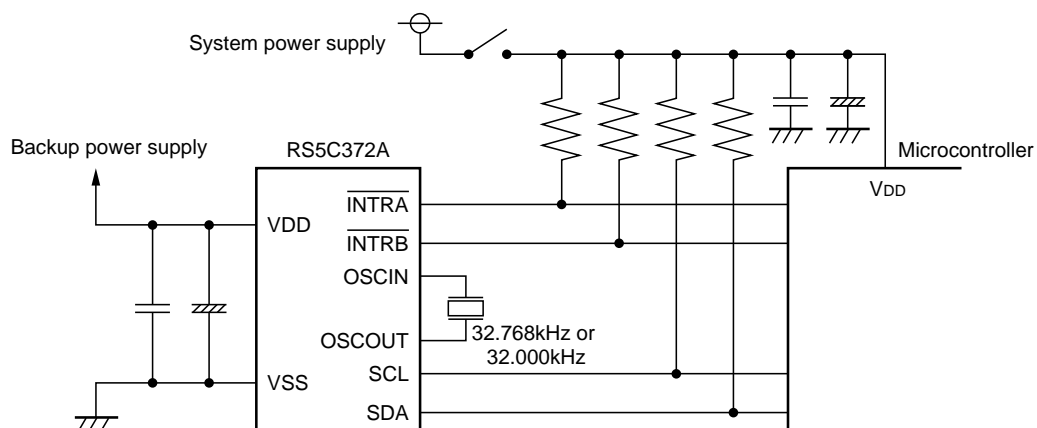 System power supply
Backup power supply
RS5C372A
Microcontroller
VDD
INTRA
VDD
INTRB
OSCIN
OSCOUT
32.768kHz or
32.000kHz
SCL
VSS
SDA